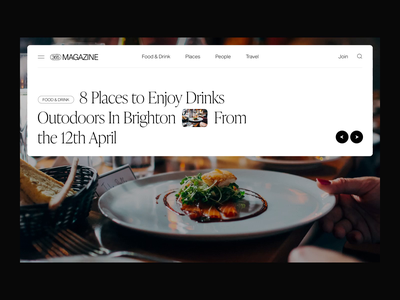 MAGAZINE
Food & Drink Places People Travel
Join
FOOD & DRINK 8 Places to Enjoy Drinks
Outodoors In Brighton From
the 12th April